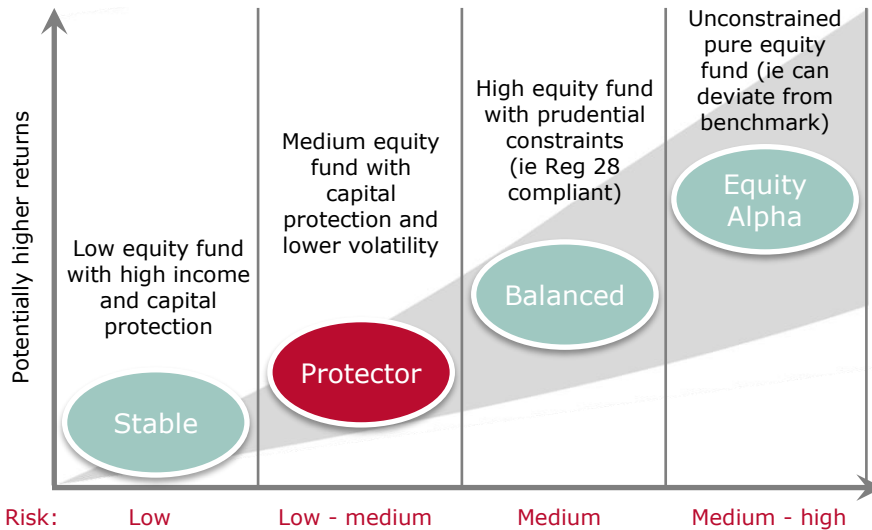 Potentially higher returns
Low equity fund
with high income
and capital
protection
Stable
Medium equity
fund with
capital
protection and
lower volatility
Protector
High equity fund
with prudential
constraints
(ie Reg 28
compliant)
Balanced
Unconstrained
pure equity
fund (ie can
deviate from
benchmark)
Equity
Alpha
Risk: Low Low - medium Medium Medium - high